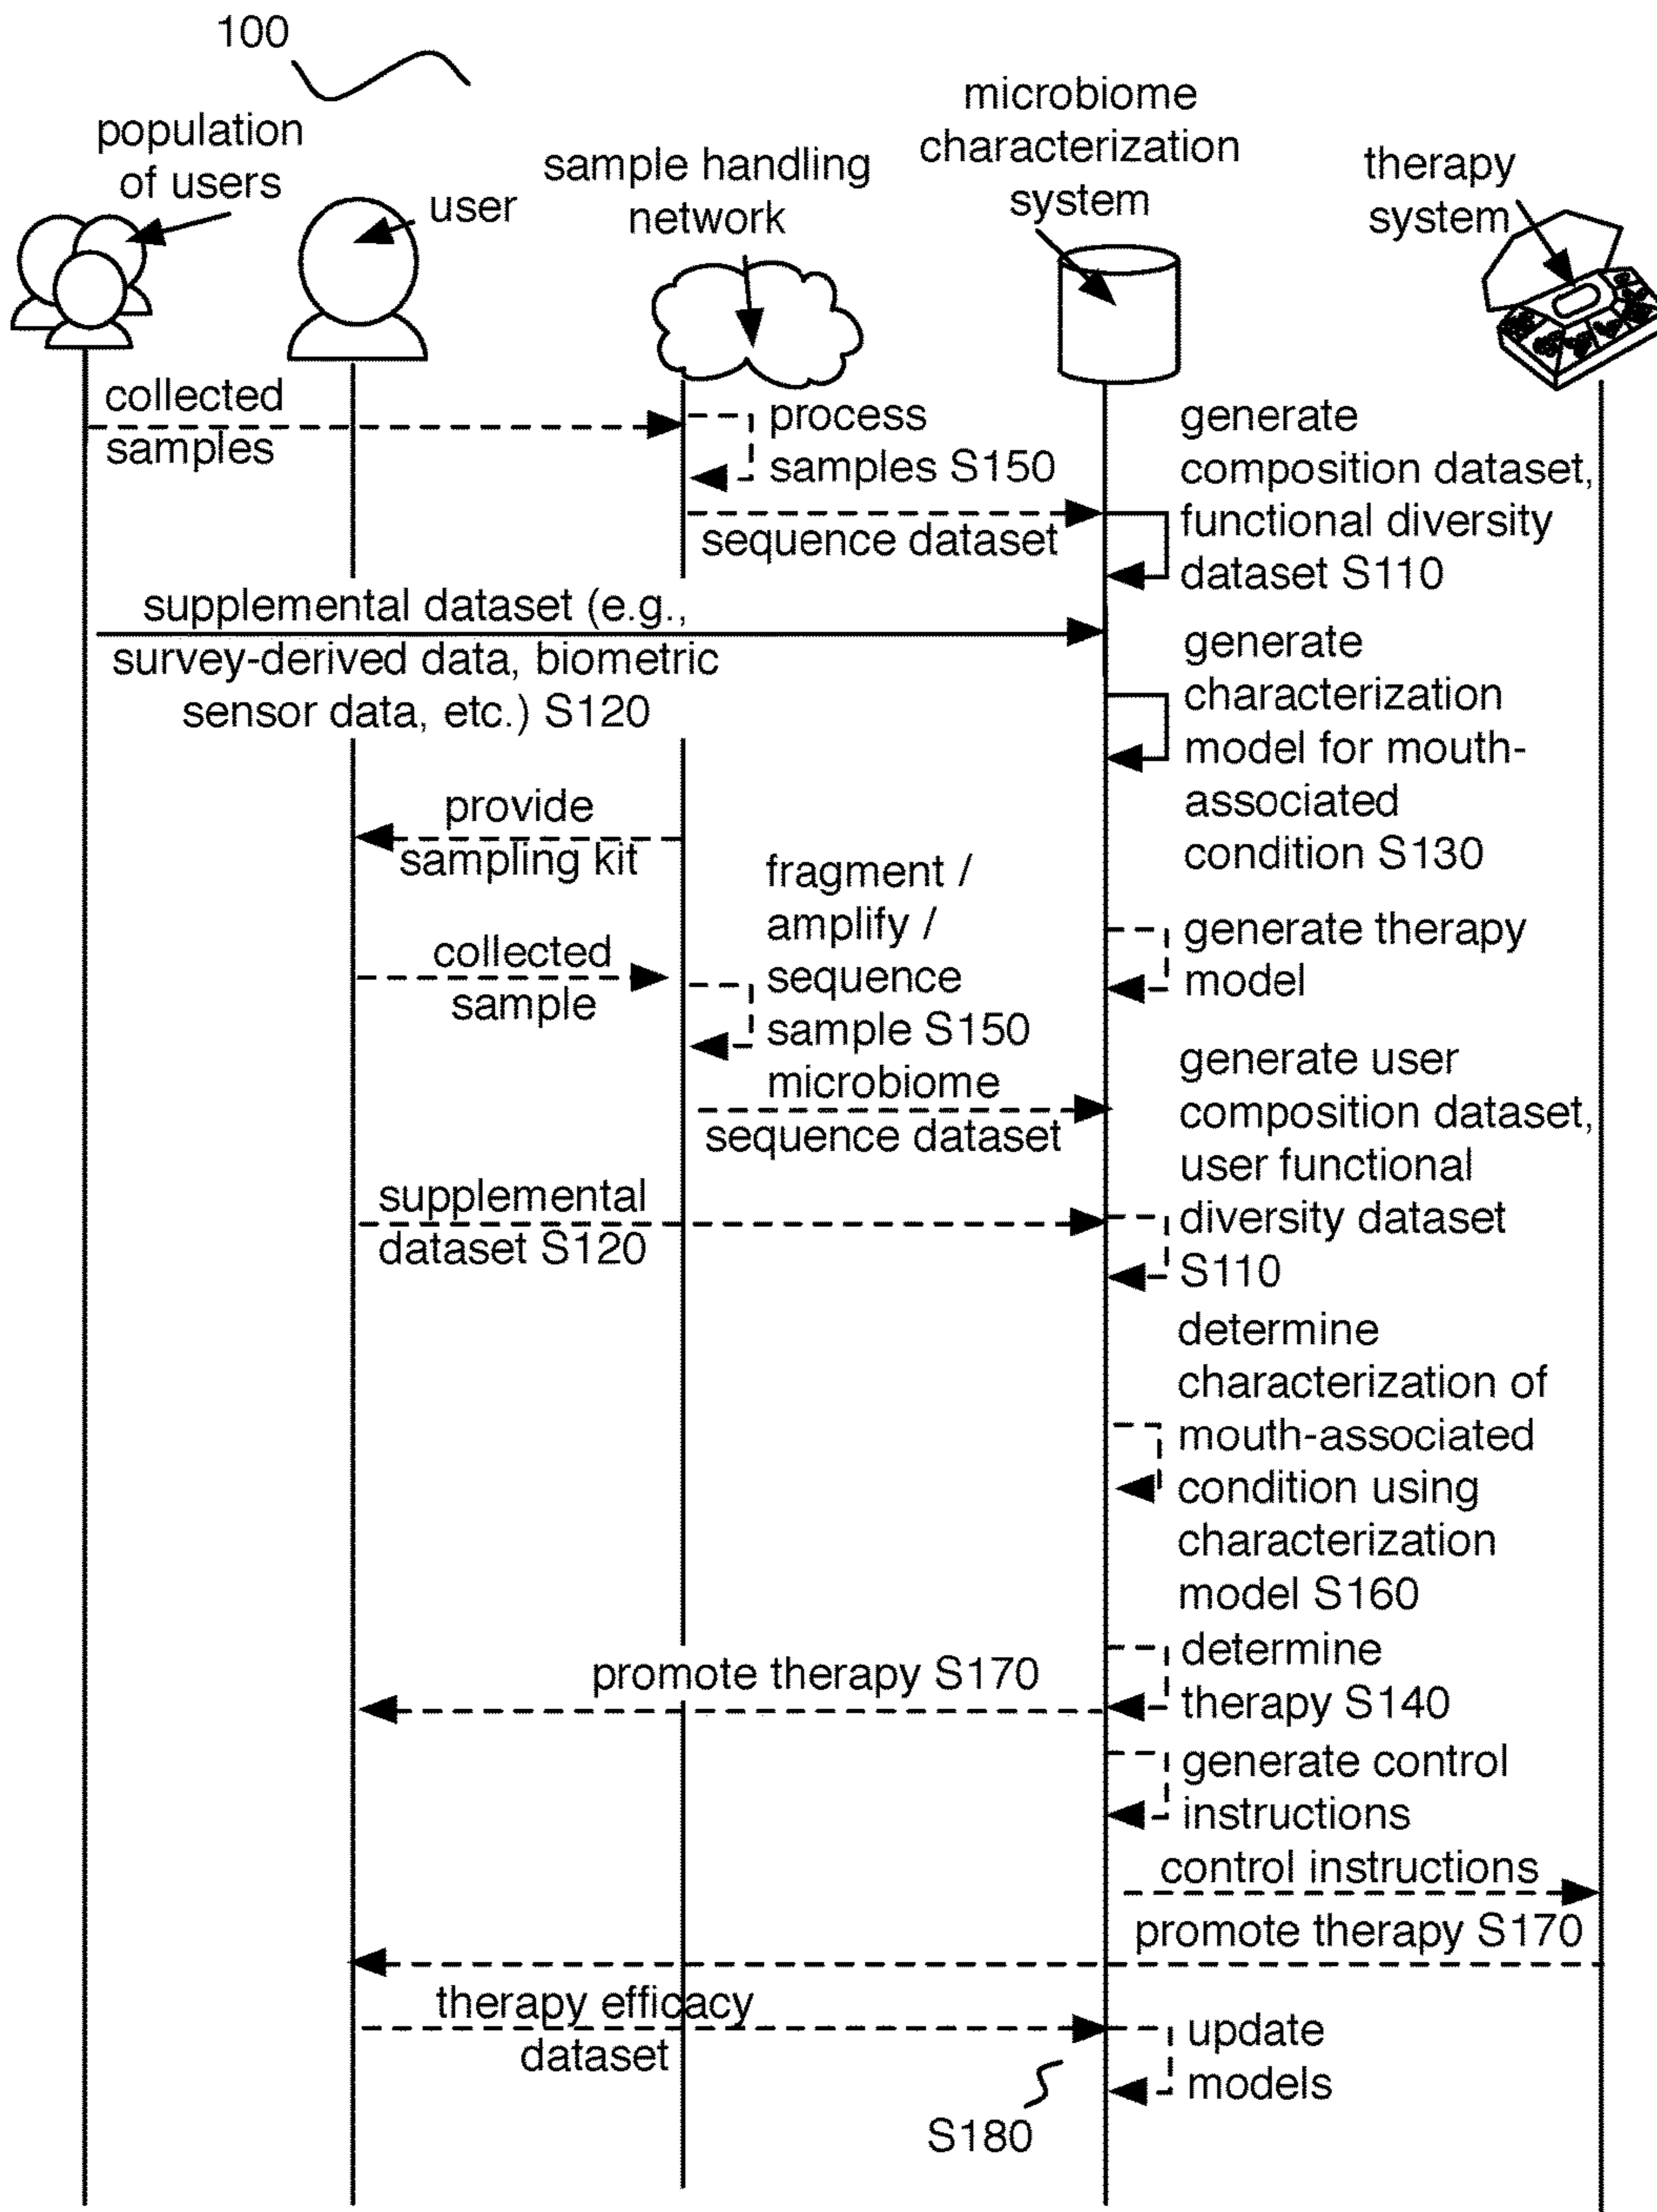 100
population
of users
user
sample handling
network
microbiome
characterization
system
therapy
system
collected
samples
process
samples S150
sequence dataset
generate
composition dataset,
functional diversity
dataset S110
supplemental dataset (e.g.,
survey-derived data, biometric
sensor data, etc.) S120
generate
characterization
model for mouth-
associated
condition S130
provide
sampling kit
generate therapy
model
collected
sample
fragment /
amplify /
sequence
sample S150
microbiome
sequence dataset
generate user
composition dataset,
user functional
diversity dataset
S110
supplemental
dataset S120
determine
characterization of
mouth-associated
condition using
characterization
model S160
determine
therapy S140
promote therapy S170
generate control
instructions
control instructions
promote therapy S170
therapy efficacy
dataset
update
models
S180